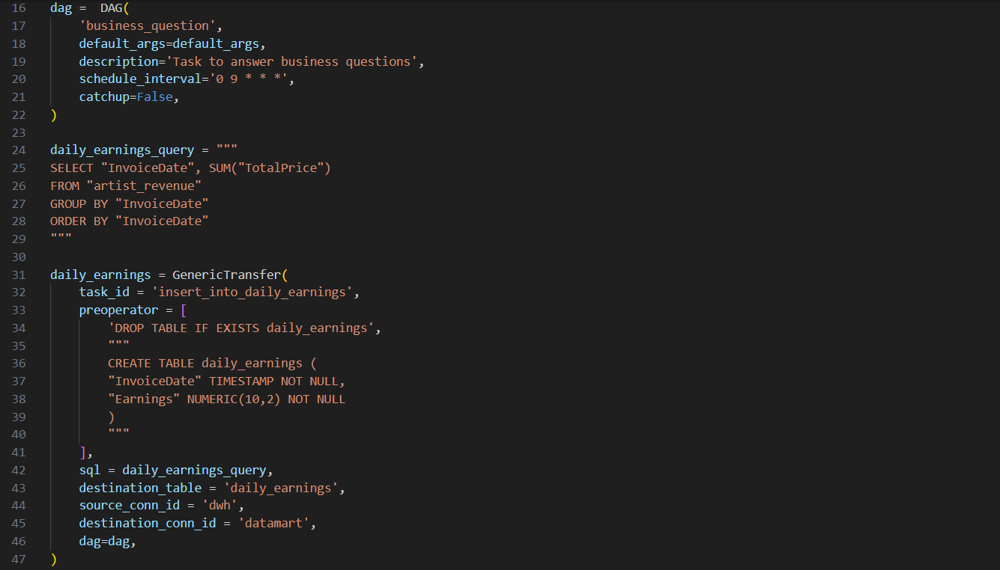 16 dag =  DAG(
17     'business_question',
18     default_args=default_args,
19     description='Task to answer business questions',
20     schedule_interval='0 9 * * *',
21     catchup=False,
22 )
23
24 daily_earnings_query = """
25 SELECT "InvoiceDate", SUM("TotalPrice")
26 FROM "artist_revenue"
27 GROUP BY "InvoiceDate"
28 ORDER BY "InvoiceDate"
29 """
30
31 daily_earnings = GenericTransfer(
32     task_id = 'insert_into_daily_earnings',
33     preoperator = [
34         'DROP TABLE IF EXISTS daily_earnings',
35         """
36         CREATE TABLE daily_earnings (
37         "InvoiceDate" TIMESTAMP NOT NULL,
38         "Earnings" NUMERIC(10,2) NOT NULL
39         )
40         """
41     ],
42     sql = daily_earnings_query,
43     destination_table = 'daily_earnings',
44     source_conn_id = 'dwh',
45     destination_conn_id = 'datamart',
46     dag=dag,
47 )